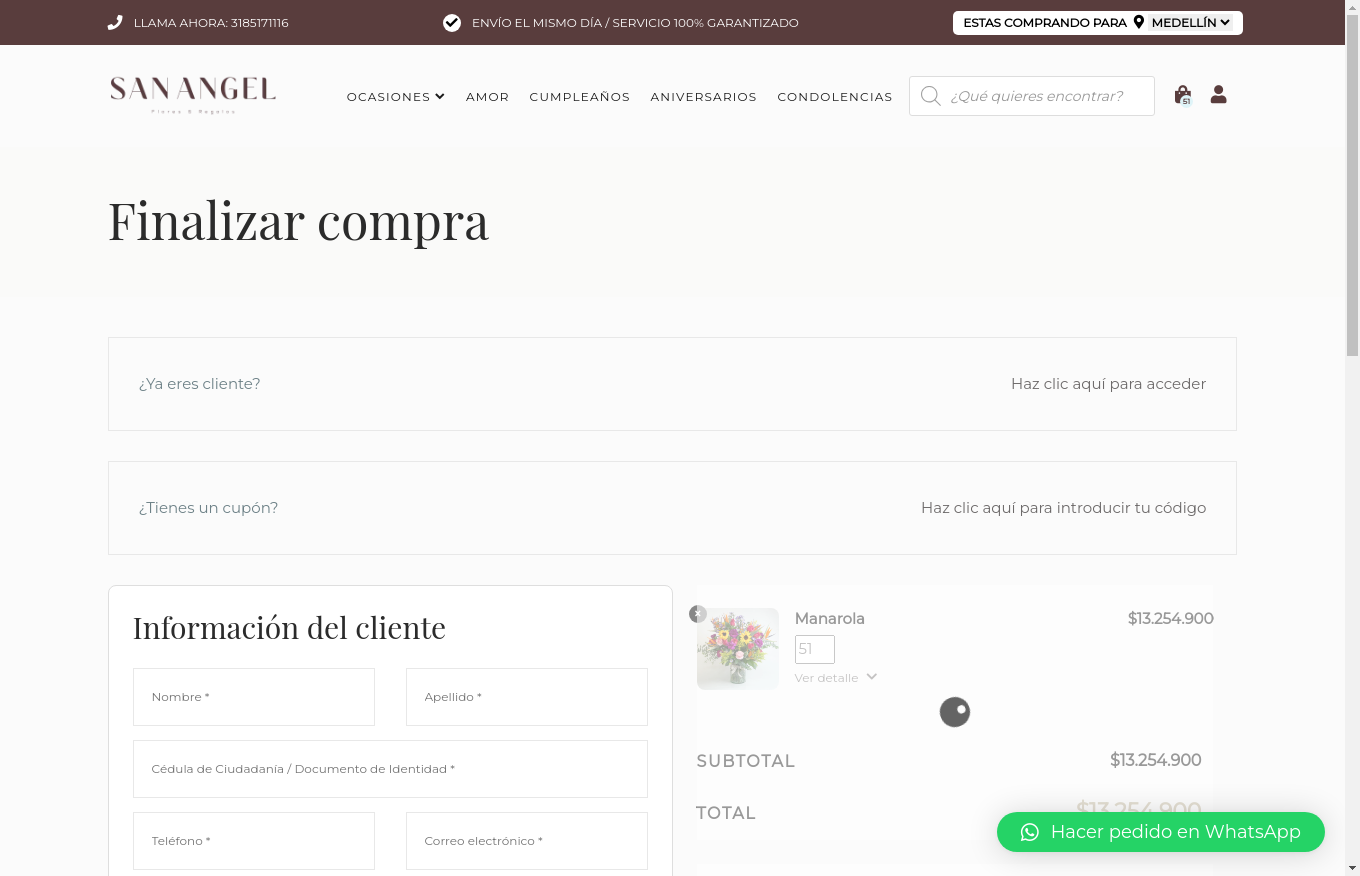 LLAMA AHORA: 3185171116
ENVÍO EL MISMO DÍA / SERVICIO 100% GARANTIZADO
ESTAS COMPRANDO PARA MEDELLÍN
SAN ANGEL
Flores & Regalos
OCASIONES
AMOR
CUMPLEAÑOS
ANIVERSARIOS
CONDOLENCIAS
¿Qué quieres encontrar?
51
Finalizar compra
¿Ya eres cliente?
Haz clic aquí para acceder
¿Tienes un cupón?
Haz clic aquí para introducir tu código
Información del cliente
Nombre *
Apellido *
Cédula de Ciudadanía / Documento de Identidad *
Teléfono *
Correo electrónico *
Manarola
$13.254.900
51
Ver detalle
SUBTOTAL
$13.254.900
TOTAL
$13.254.900
Hacer pedido en WhatsApp